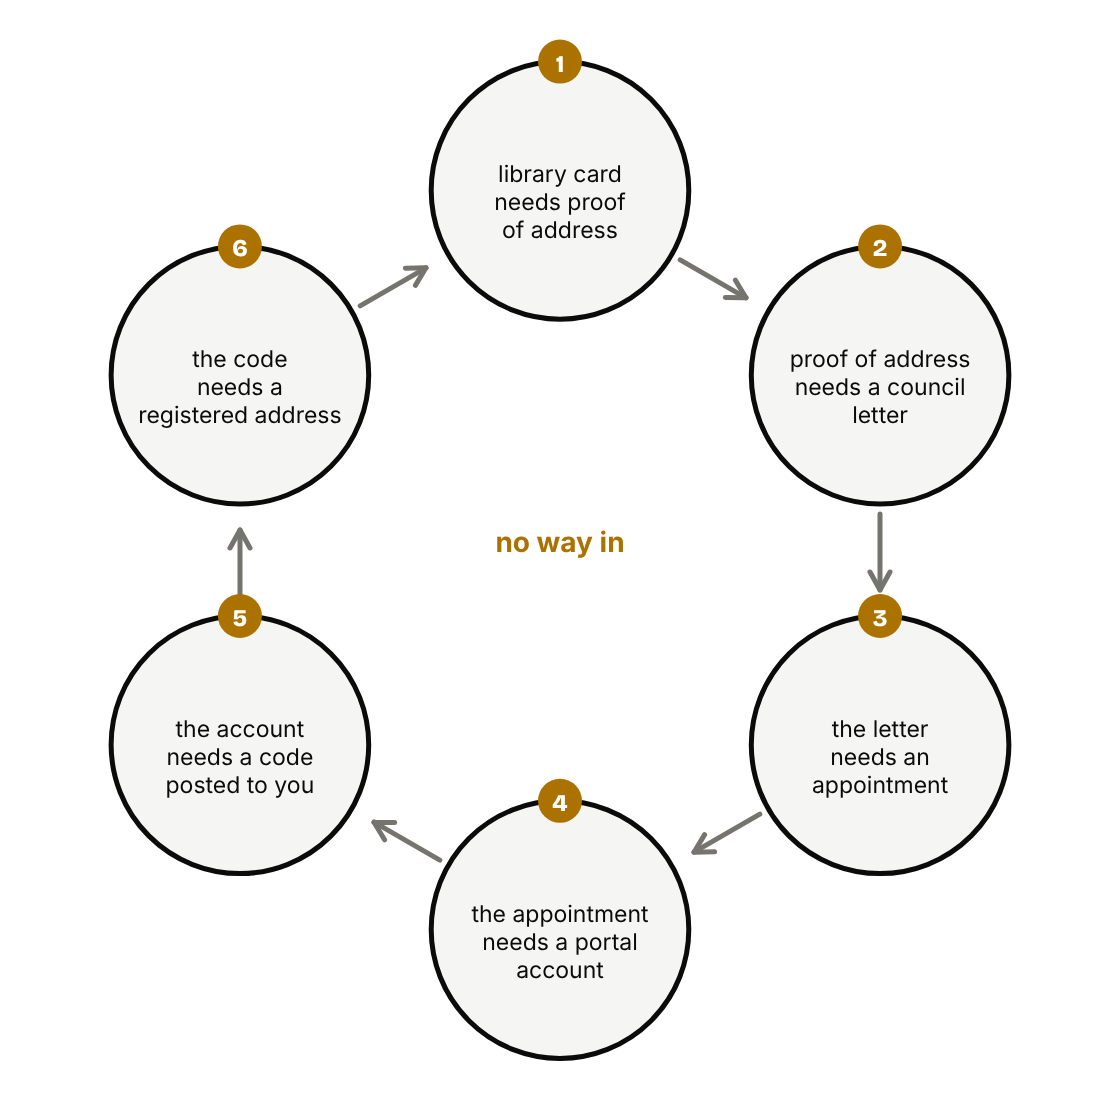 1
library card
needs proof
of address
2
proof of address
needs a council
letter
3
the letter
needs an
appointment
4
the appointment
needs a portal
account
5
the account
needs a code
posted to you
6
the code
needs a
registered address
no way in